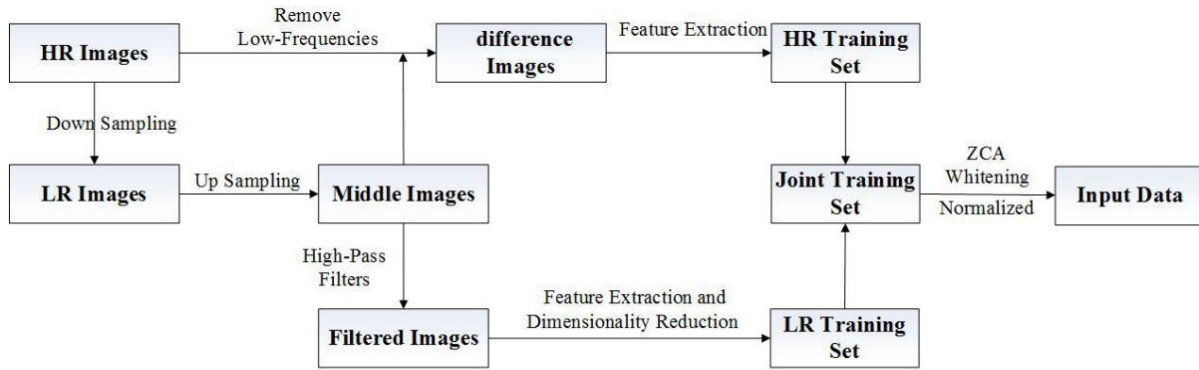 Remove
Low-Frequencies
HR Images
difference
Images
Feature Extraction
HR Training
Set
Down Sampling
LR Images
Up Sampling
Middle Images
Joint Training
Set
ZCA
Whitening
Normalized
Input Data
High-Pass
Filters
Filtered Images
Feature Extraction and
Dimensionality Reduction
LR Training
Set